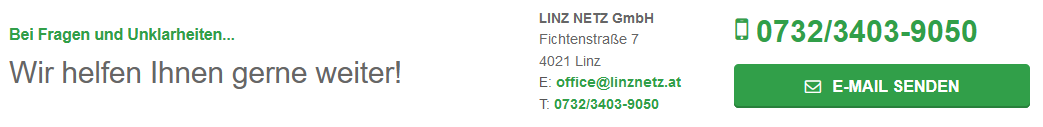 Bei Fragen und Unklarheiten...
Wir helfen Ihnen gerne weiter!
LINZ NETZ GmbH
Fichtenstraße 7
4021 Linz
E: office@linznetz.at
T: 0732/3403-9050
0732/3403-9050
E-MAIL SENDEN